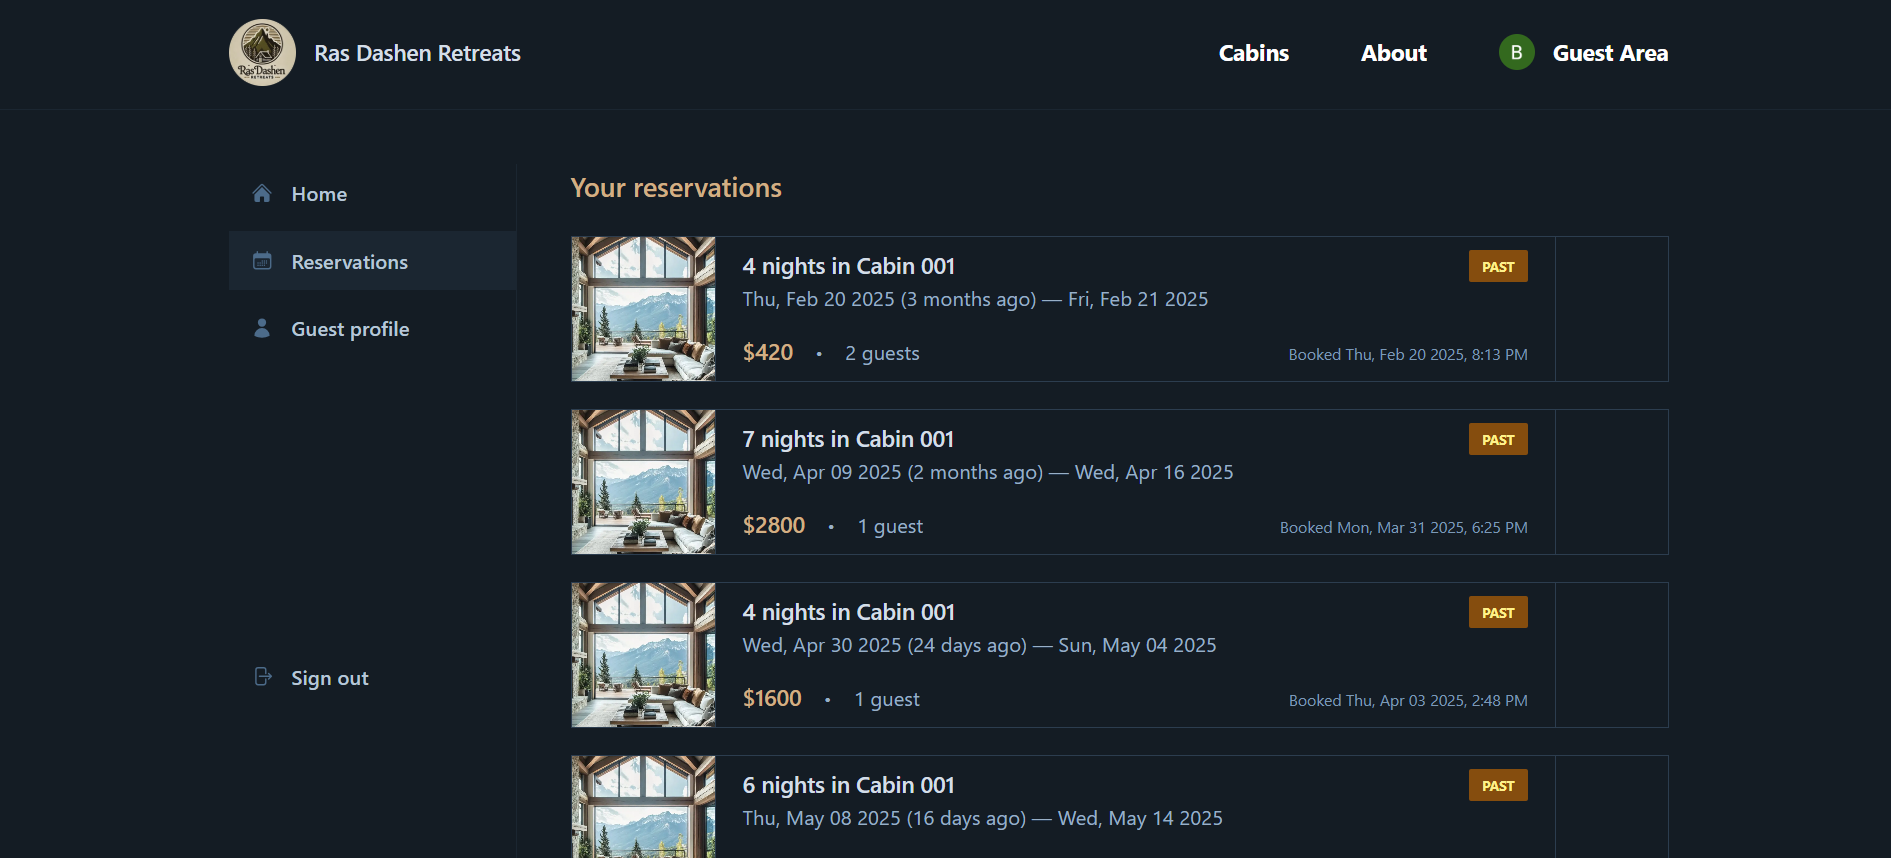 Ras Dashen
RETREATS
Ras Dashen Retreats
Cabins
About
B
Guest Area
Home
Reservations
Guest profile
Sign out
Your reservations
4 nights in Cabin 001
PAST
Thu, Feb 20 2025 (3 months ago) — Fri, Feb 21 2025
$420 • 2 guests
Booked Thu, Feb 20 2025, 8:13 PM
7 nights in Cabin 001
PAST
Wed, Apr 09 2025 (2 months ago) — Wed, Apr 16 2025
$2800 • 1 guest
Booked Mon, Mar 31 2025, 6:25 PM
4 nights in Cabin 001
PAST
Wed, Apr 30 2025 (24 days ago) — Sun, May 04 2025
$1600 • 1 guest
Booked Thu, Apr 03 2025, 2:48 PM
6 nights in Cabin 001
PAST
Thu, May 08 2025 (16 days ago) — Wed, May 14 2025